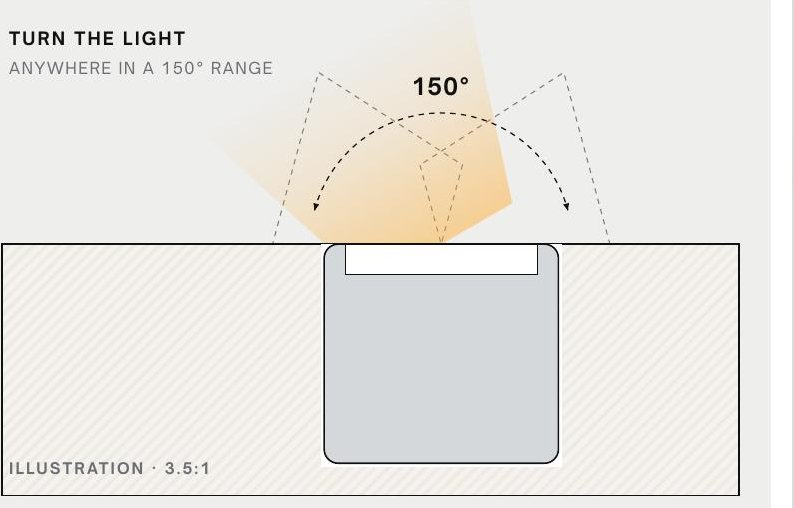 TURN THE LIGHT
ANYWHERE IN A 150° RANGE
150°
ILLUSTRATION · 3.5:1